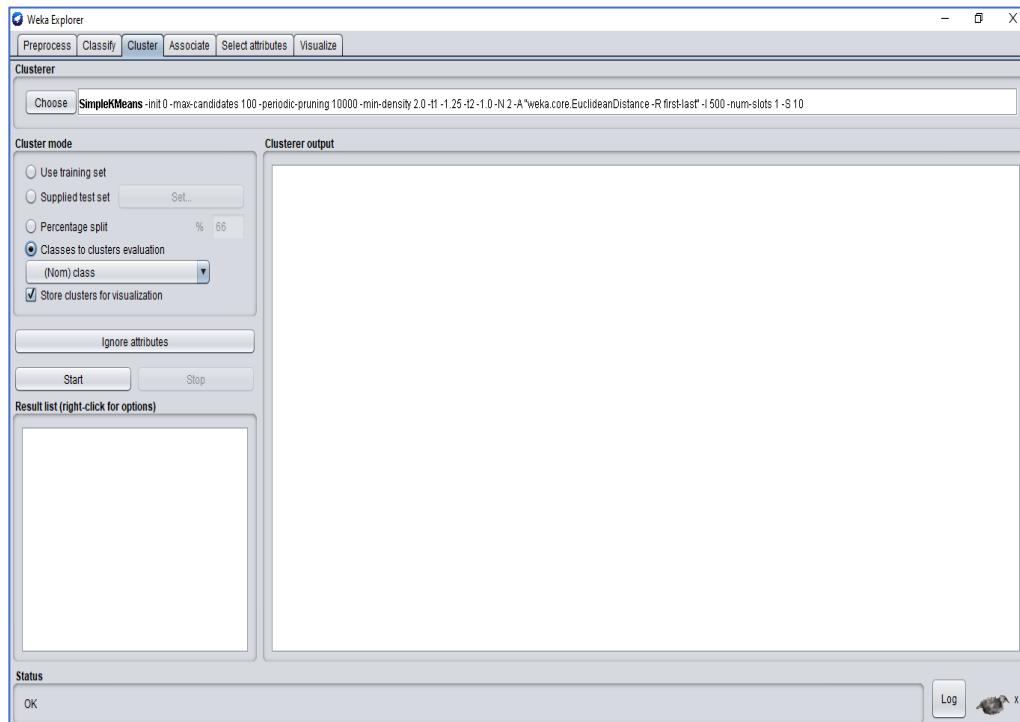 Weka Explorer
Preprocess Classify Cluster Associate Select attributes Visualize
Clusterer
Choose SimpleKMeans -init 0 -max-candidates 100 -periodic-pruning 10000 -min-density 2.0 -t1 -1.25 -t2 -1.0 -N 2 -A "weka.core.EuclideanDistance -R first-last" -I 500 -num-slots 1 -S 10
Cluster mode
Use training set
Supplied test set Set...
Percentage split % 66
Classes to clusters evaluation
(Nom) class
Store clusters for visualization
Ignore attributes
Start Stop
Result list (right-click for options)
Clusterer output
Status
OK
Log x